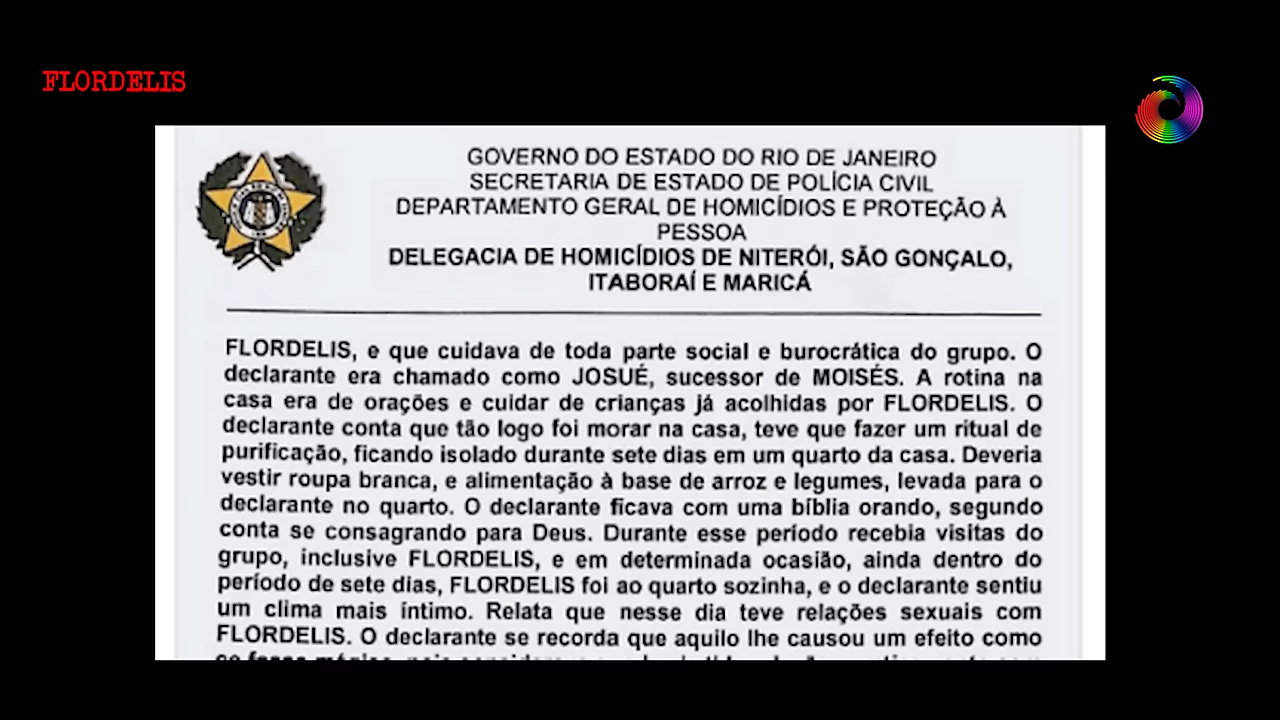 FLORDELIS
GOVERNO DO ESTADO DO RIO DE JANEIRO
SECRETARIA DE ESTADO DE POLÍCIA CIVIL
DEPARTAMENTO GERAL DE HOMICÍDIOS E PROTEÇÃO À
PESSOA
DELEGACIA DE HOMICÍDIOS DE NITERÓI, SÃO GONÇALO,
ITABORAÍ E MARICÁ
FLORDELIS, e que cuidava de toda parte social e burocrática do grupo. O
declarante era chamado como JOSUÉ, sucessor de MOISÉS. A rotina na
casa era de orações e cuidar de crianças já acolhidas por FLORDELIS. O
declarante conta que tão logo foi morar na casa, teve que fazer um ritual de
purificação, ficando isolado durante sete dias em um quarto da casa. Deveria
vestir roupa branca, e alimentação à base de arroz e legumes, levada para o
declarante no quarto. O declarante ficava com uma bíblia orando, segundo
conta se consagrando para Deus. Durante esse período recebia visitas do
grupo, inclusive FLORDELIS, e em determinada ocasião, ainda dentro do
período de sete dias, FLORDELIS foi ao quarto sozinha, e o declarante sentiu
um clima mais íntimo. Relata que nesse dia teve relações sexuais com
FLORDELIS. O declarante se recorda que aquilo lhe causou um efeito como